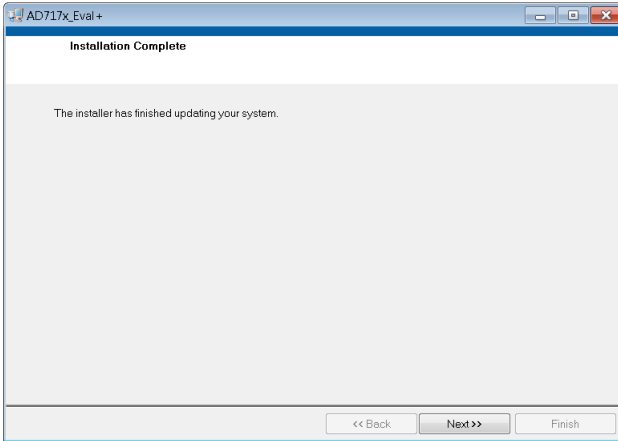 AD717x_Eval+
Installation Complete
The installer has finished updating your system.
<< Back
Next >>
Finish